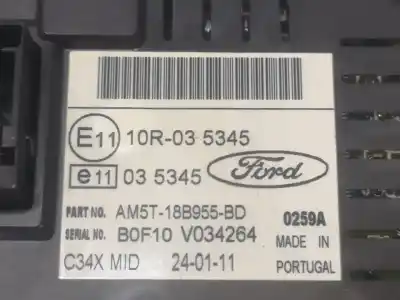 E11 10R-03 5345
e11 03 5345 Ford
PART NO. AM5T-18B955-BD 0259A
SERIAL NO. B0F10 V034264 MADE IN
C34X MID 24-01-11 PORTUGAL